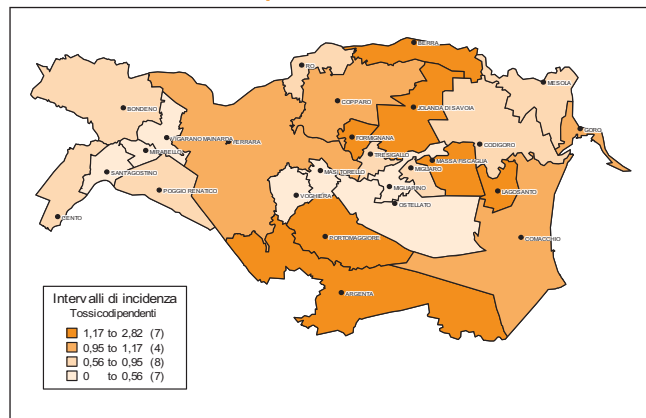 BERRA
RO
MESOLA
COPPARO
BONDENO
JOLANDA DI SAVOIA
GORO
VIGARANO MAINARDA
FERRARA
FORMIGNANA
CODIGORO
MIRABELLO
TRESIGALLO
MASSA FISCAGLIA
MIGLIARO
SANT'AGOSTINO
MASI TORELLO
POGGIO RENATICO
MIGLIARINO
LAGOSANTO
VOGHIERA
OSTELLATO
CENTO
PORTOMAGGIORE
COMACCHIO
ARGENTA
Intervalli di incidenza
Tossicodipendenti
1,17 to 2,82 (7)
0,95 to 1,17 (4)
0,56 to 0,95 (8)
0 to 0,56 (7)